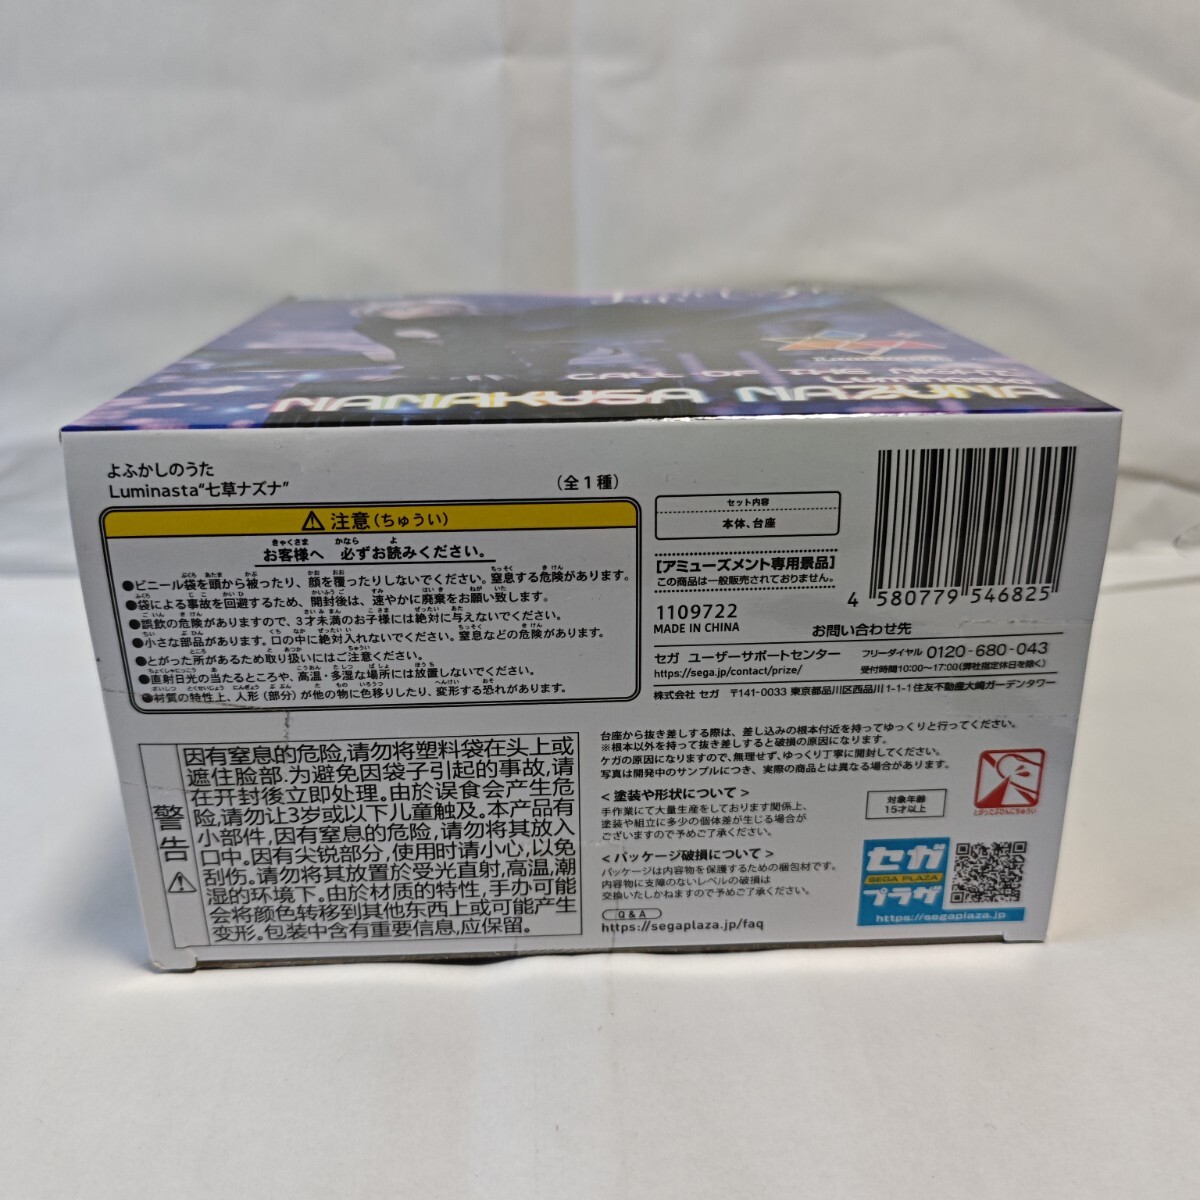 CALL OF THE NIGHT
NANAKUSA NAZUNA
よふかしのうた
Luminasta“七草ナズナ”
（全1種）
注意（ちゅうい）
お客様へ 必ずお読みください。
●ビニール袋を頭から被ったり、顔を覆ったりしないでください。窒息する危険があります。
●袋による事故を回避するため、開封後は、速やかに廃棄をお願い致します。
●誤飲の危険がありますので、3才未満のお子様には絶対に与えないでください。
●小さな部品があります。口の中に絶対入れないでください。窒息などの危険があります。
●とがった所があるため取り扱いにはご注意ください。
●直射日光の当たるところや、高温・多湿な場所には放置しないでください。
●材質の特性上、人形（部分）が他の物に色移りしたり、変形する恐れがあります。
セット内容
本体、台座
［アミューズメント専用景品］
この商品は一般販売されておりません。
1109722
MADE IN CHINA
4 580779 546825
お問い合わせ先
セガ ユーザーサポートセンター
フリーダイヤル 0120-680-043
https://sega.jp/contact/prize/
受付時間10:00〜17:00（弊社指定休日を除く）
株式会社 セガ 〒141-0033 東京都品川区西品川1-1-1住友不動産大崎ガーデンタワー
警告
因有窒息的危险,请勿将塑料袋在头上或
遮住脸部.为避免因袋子引起的事故,请
在开封後立即处理。由於误食会产生危
险,请勿让3岁或以下儿童触及。本产品有
小部件,因有窒息的危险,请勿将其放入
口中。因有尖锐部分,使用时请小心,以免
刮伤。请勿将其放置於受光直射,高温,潮
湿的环境下。由於材质的特性,手办可能
会将颜色转移到其他东西上或可能产生
变形。包装中含有重要信息,应保留。
台座から抜き差しする際は、差し込みの根本付近を持ってゆっくりと行ってください。
※根本以外を持って抜き差しすると破損の原因になります。
ケガの原因になりますので、無理せず、ゆっくり丁寧に開封してください。
写真は開発中のサンプルにつき、実際の商品とは異なる場合があります。
＜塗装や形状について＞
手作業にて大量生産をしております関係上、
塗装や組立に多少の個体差が生じる場合が
ございますので予めご了承ください。
＜パッケージ破損について＞
パッケージは内容物を保護するための梱包材です。
内容物に支障のないレベルの破損は
交換いたしかねますので予めご了承ください。
Q & A
https://segaplaza.jp/faq
対象年齢
15才以上
とがったぶひんにちゅうい
セガ
SEGA PLAZA
プラザ
https://segaplaza.jp